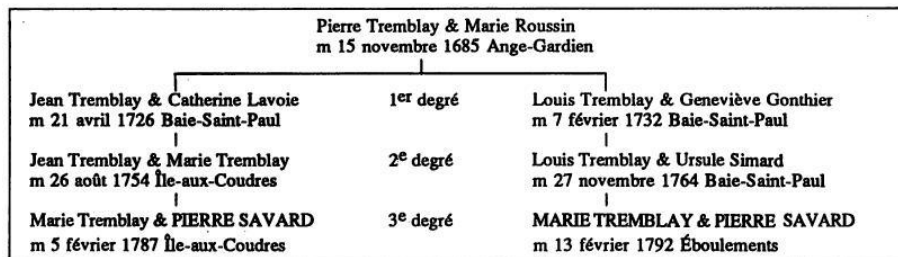 Pierre Tremblay & Marie Roussin
m 15 novembre 1685 Ange-Gardien
Jean Tremblay & Catherine Lavoie 1er degré Louis Tremblay & Geneviève Gonthier
m 21 avril 1726 Baie-Saint-Paul m 7 février 1732 Baie-Saint-Paul
Jean Tremblay & Marie Tremblay 2e degré Louis Tremblay & Ursule Simard
m 26 août 1754 Île-aux-Coudres m 27 novembre 1764 Baie-Saint-Paul
Marie Tremblay & PIERRE SAVARD 3e degré MARIE TREMBLAY & PIERRE SAVARD
m 5 février 1787 Île-aux-Coudres m 13 février 1792 Éboulements